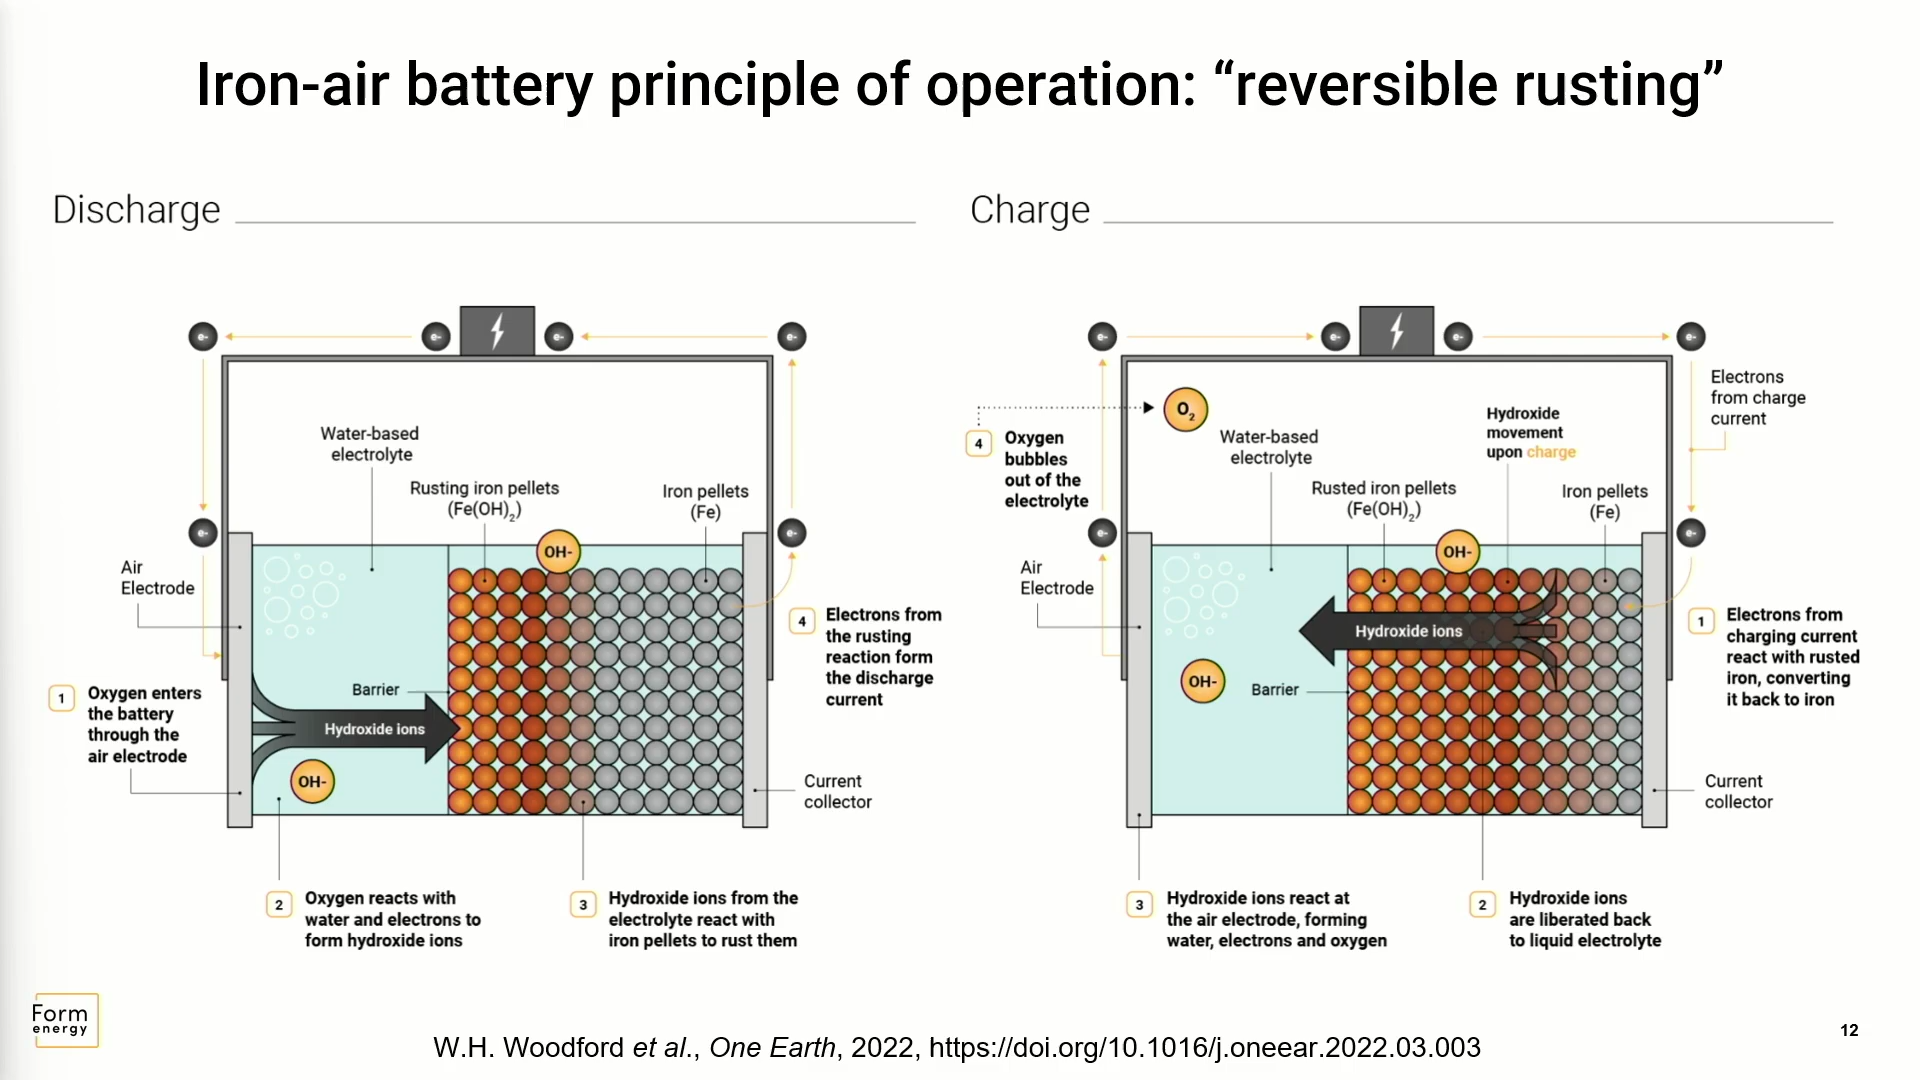 Iron-air battery principle of operation: “reversible rusting”
Discharge
e-
e-
e-
e-
Water-based
electrolyte
Rusting iron pellets
(Fe(OH)2)
Iron pellets
(Fe)
e-
e-
OH-
Air
Electrode
4
Electrons from
the rusting
reaction form
the discharge
current
1
Oxygen enters
the battery
through the
air electrode
Barrier
Hydroxide ions
OH-
Current
collector
2
Oxygen reacts with
water and electrons to
form hydroxide ions
3
Hydroxide ions from the
electrolyte react with
iron pellets to rust them
Charge
e-
e-
e-
e-
Electrons
from charge
current
O2
4
Oxygen
bubbles
out of the
electrolyte
Water-based
electrolyte
Hydroxide
movement
upon charge
Rusted iron pellets
(Fe(OH)2)
Iron pellets
(Fe)
e-
e-
OH-
Air
Electrode
Hydroxide ions
1
Electrons from
charging current
react with rusted
iron, converting
it back to iron
OH-
Barrier
Current
collector
3
Hydroxide ions react at
the air electrode, forming
water, electrons and oxygen
2
Hydroxide ions
are liberated back
to liquid electrolyte
Form
energy
W.H. Woodford et al., One Earth, 2022, https://doi.org/10.1016/j.oneear.2022.03.003
12